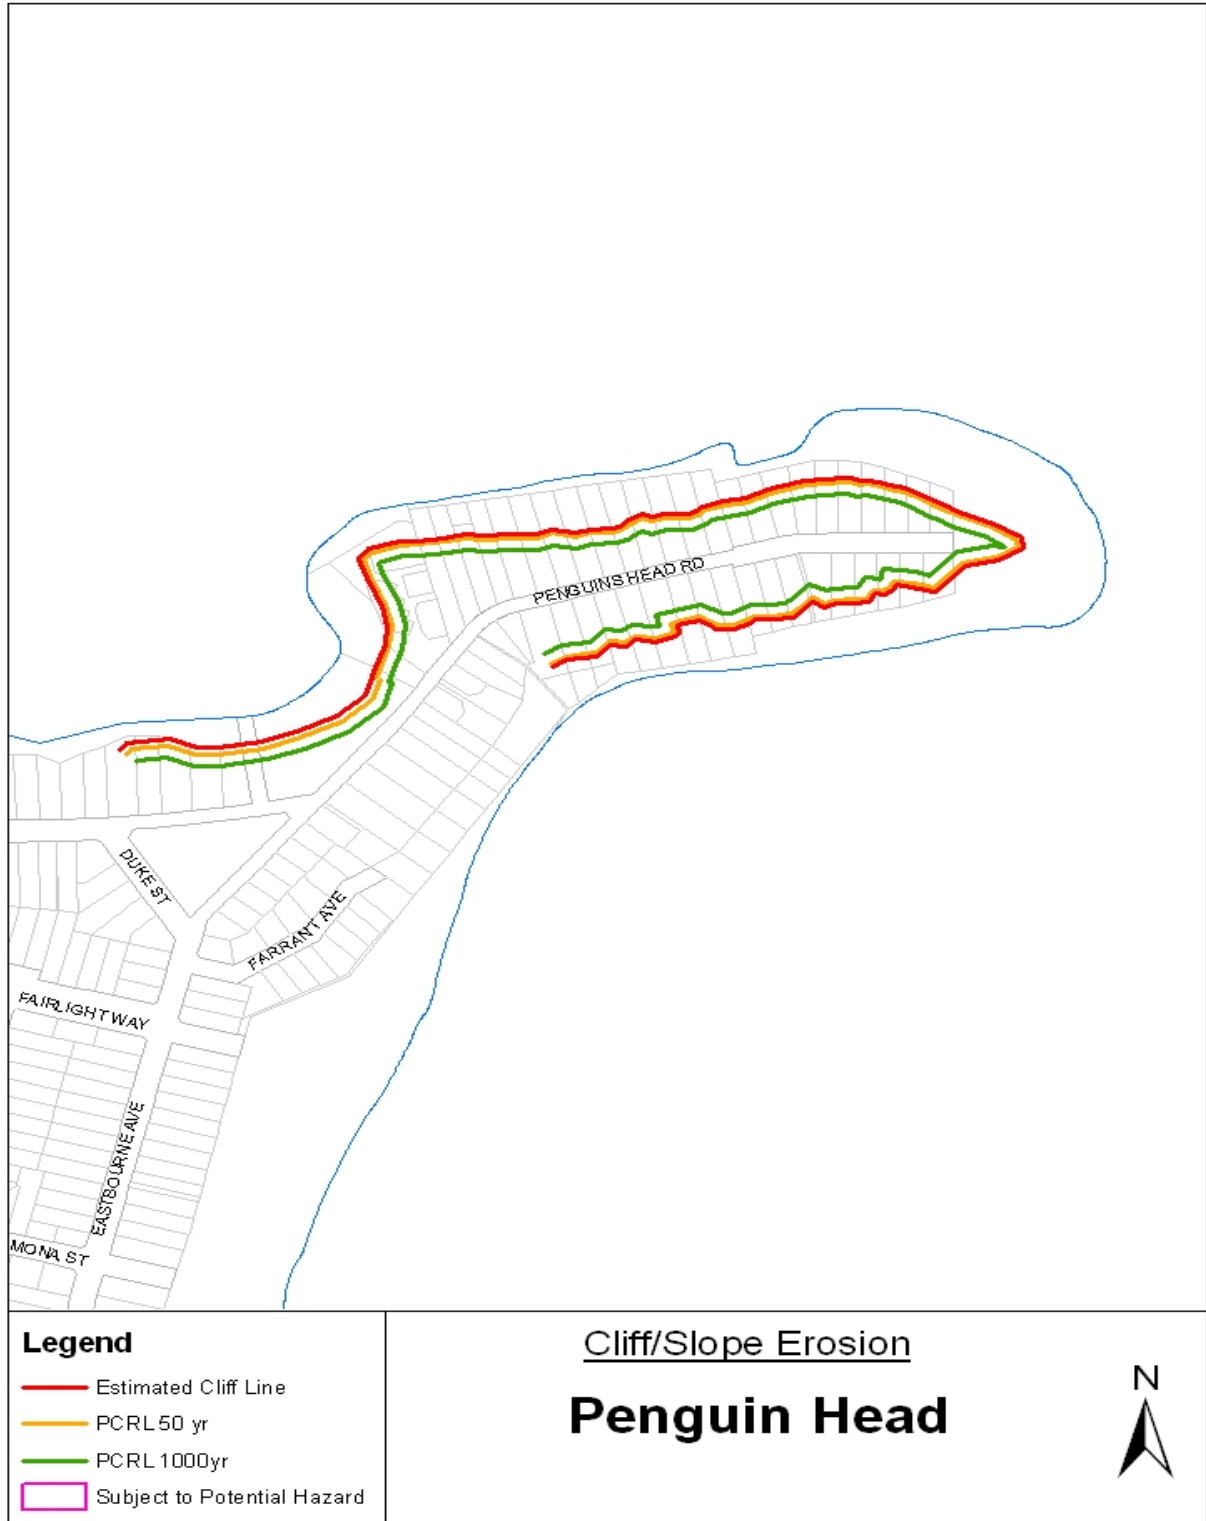 PENGUINS HEAD RD
DUKE ST
FARRANT AVE
FAIRLIGHT WAY
EASTBOURNE AVE
MONA ST
Legend
Estimated Cliff Line
PCRL 50 yr
PCRL 1000yr
Subject to Potential Hazard
Cliff/Slope Erosion
Penguin Head
N